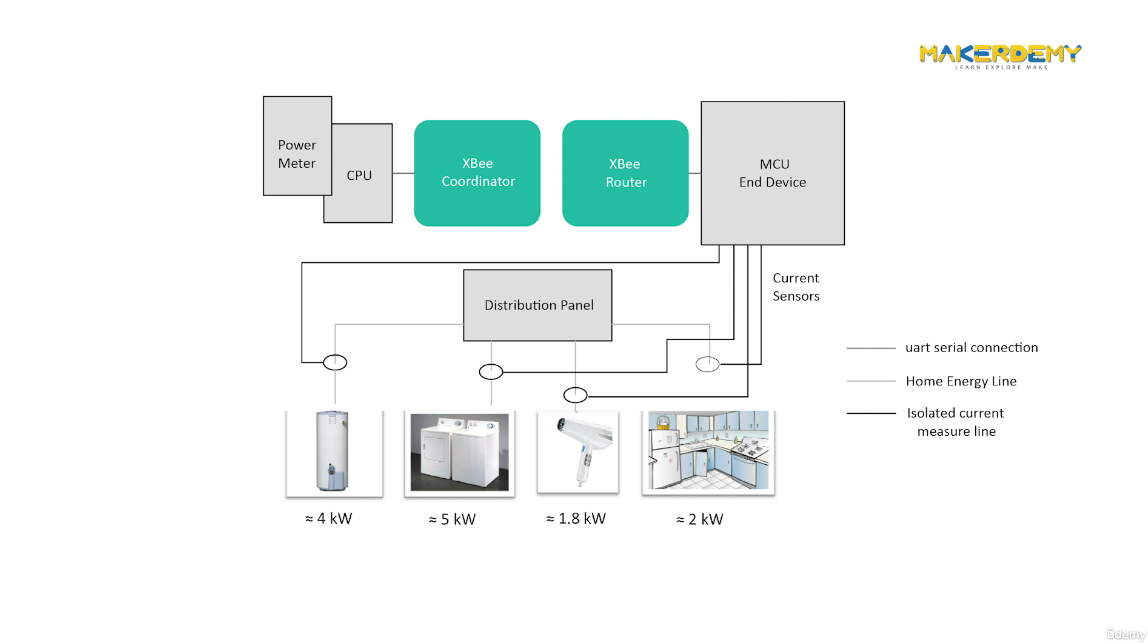 MAKERDEMY
LEARN EXPLORE MAKE
Power
Meter
CPU
XBee
Coordinator
XBee
Router
MCU
End Device
Current
Sensors
Distribution Panel
uart serial connection
Home Energy Line
Isolated current
measure line
≈ 4 kW
≈ 5 kW
≈ 1.8 kW
≈ 2 kW
ûdemy